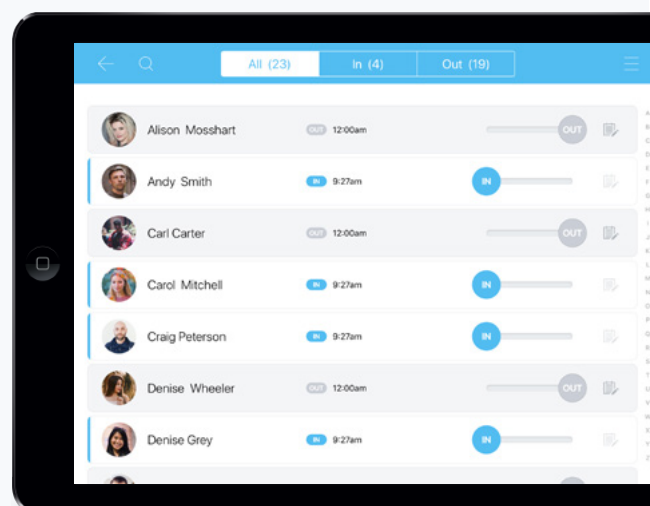 All (23) In (4) Out (19)
Alison Mosshart OUT 12:00am OUT
Andy Smith IN 9:27am IN
Carl Carter OUT 12:00am OUT
Carol Mitchell IN 9:27am IN
Craig Peterson IN 9:27am IN
Denise Wheeler OUT 12:00am OUT
Denise Grey IN 9:27am IN